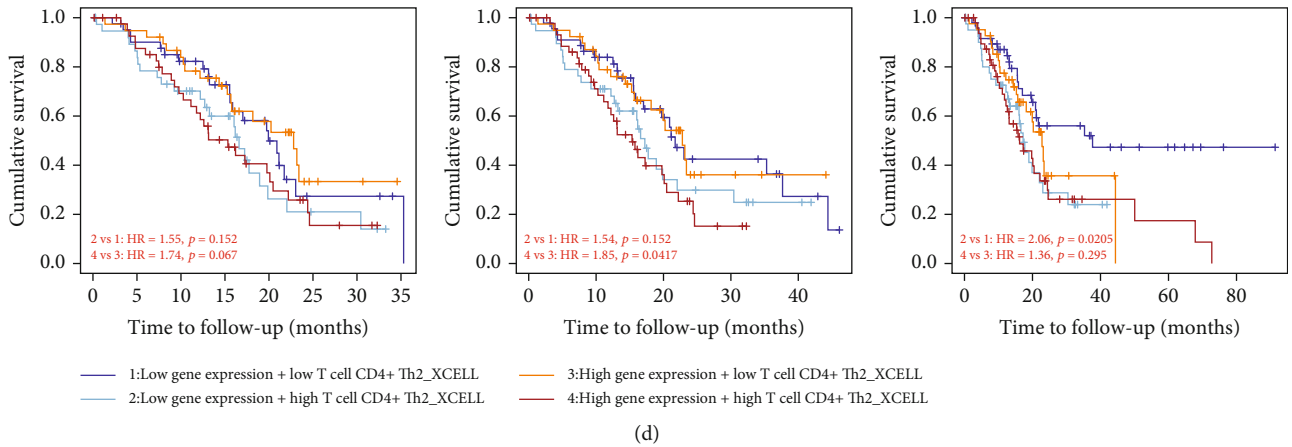 Cumulative survival
1.0
0.8
0.6
0.4
0.2
0.0
2 vs 1: HR = 1.55, p = 0.152
4 vs 3: HR = 1.74, p = 0.067
0 5 10 15 20 25 30 35
Time to follow-up (months)
Cumulative survival
1.0
0.8
0.6
0.4
0.2
0.0
2 vs 1: HR = 1.54, p = 0.152
4 vs 3: HR = 1.85, p = 0.0417
0 10 20 30 40
Time to follow-up (months)
Cumulative survival
1.0
0.8
0.6
0.4
0.2
0.0
2 vs 1: HR = 2.06, p = 0.0205
4 vs 3: HR = 1.36, p = 0.295
0 20 40 60 80
Time to follow-up (months)
1:Low gene expression + low T cell CD4+ Th2_XCELL
2:Low gene expression + high T cell CD4+ Th2_XCELL
3:High gene expression + low T cell CD4+ Th2_XCELL
4:High gene expression + high T cell CD4+ Th2_XCELL
(d)